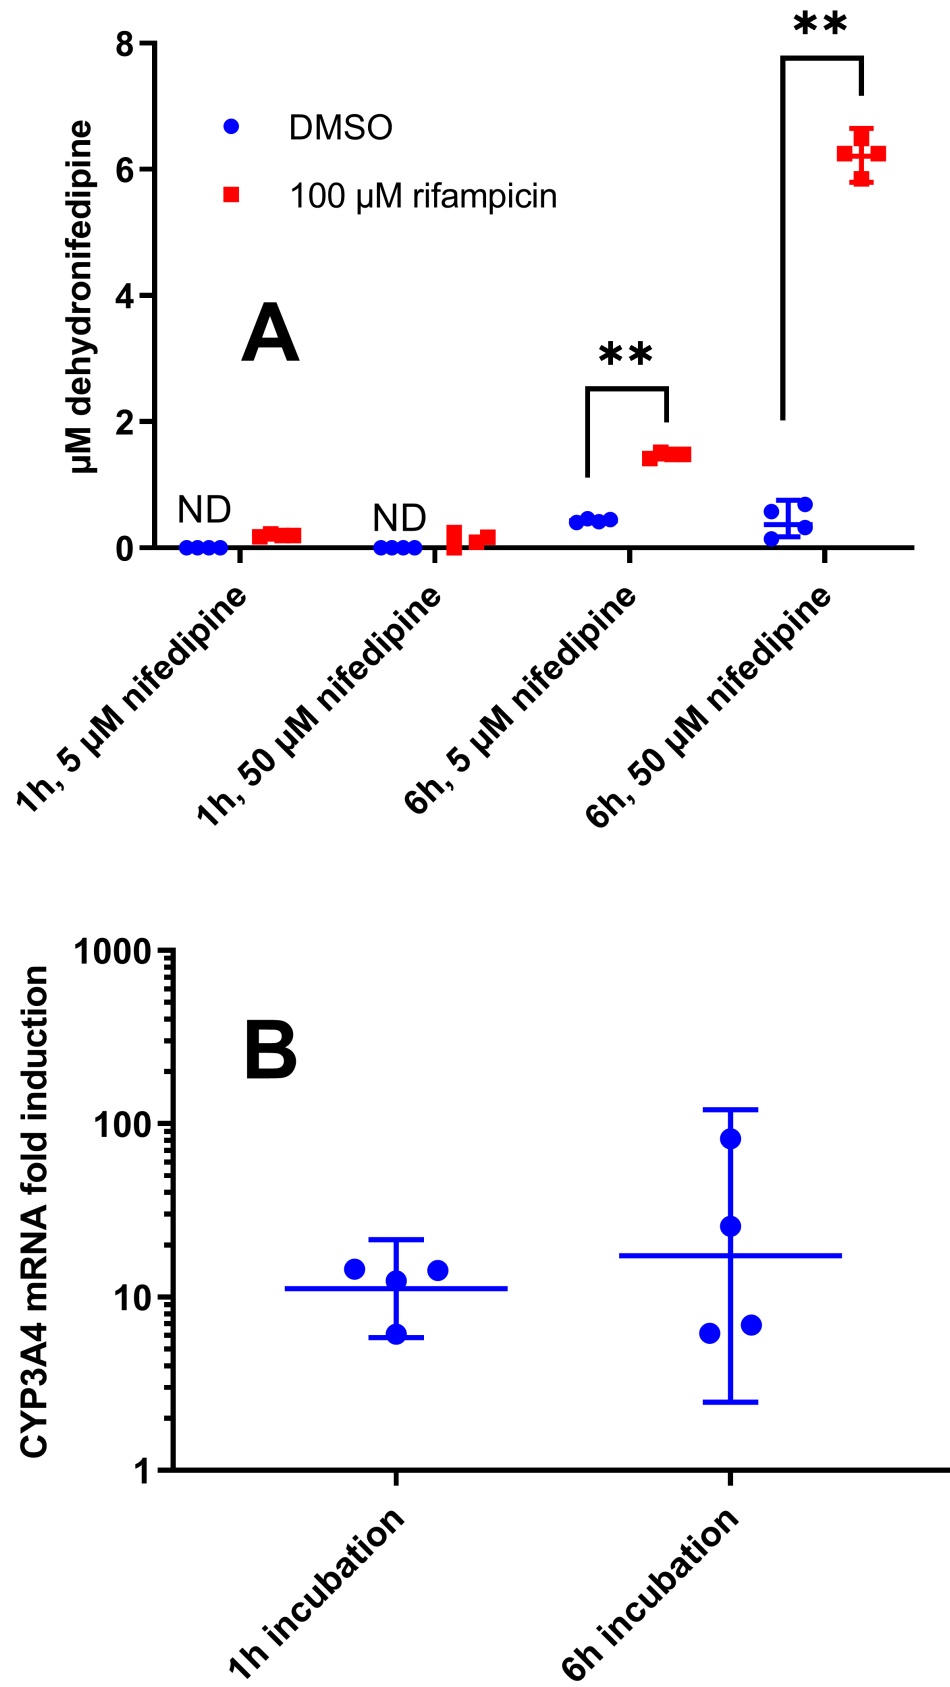 **
8
DMSO
6
100 µM rifampicin
µM dehydronifedipine
4
A
**
2
ND
ND
0
1h, 5 µM nifedipine
1h, 50 µM nifedipine
6h, 5 µM nifedipine
6h, 50 µM nifedipine
1000
B
CYP3A4 mRNA fold induction
100
10
1
1h incubation
6h incubation